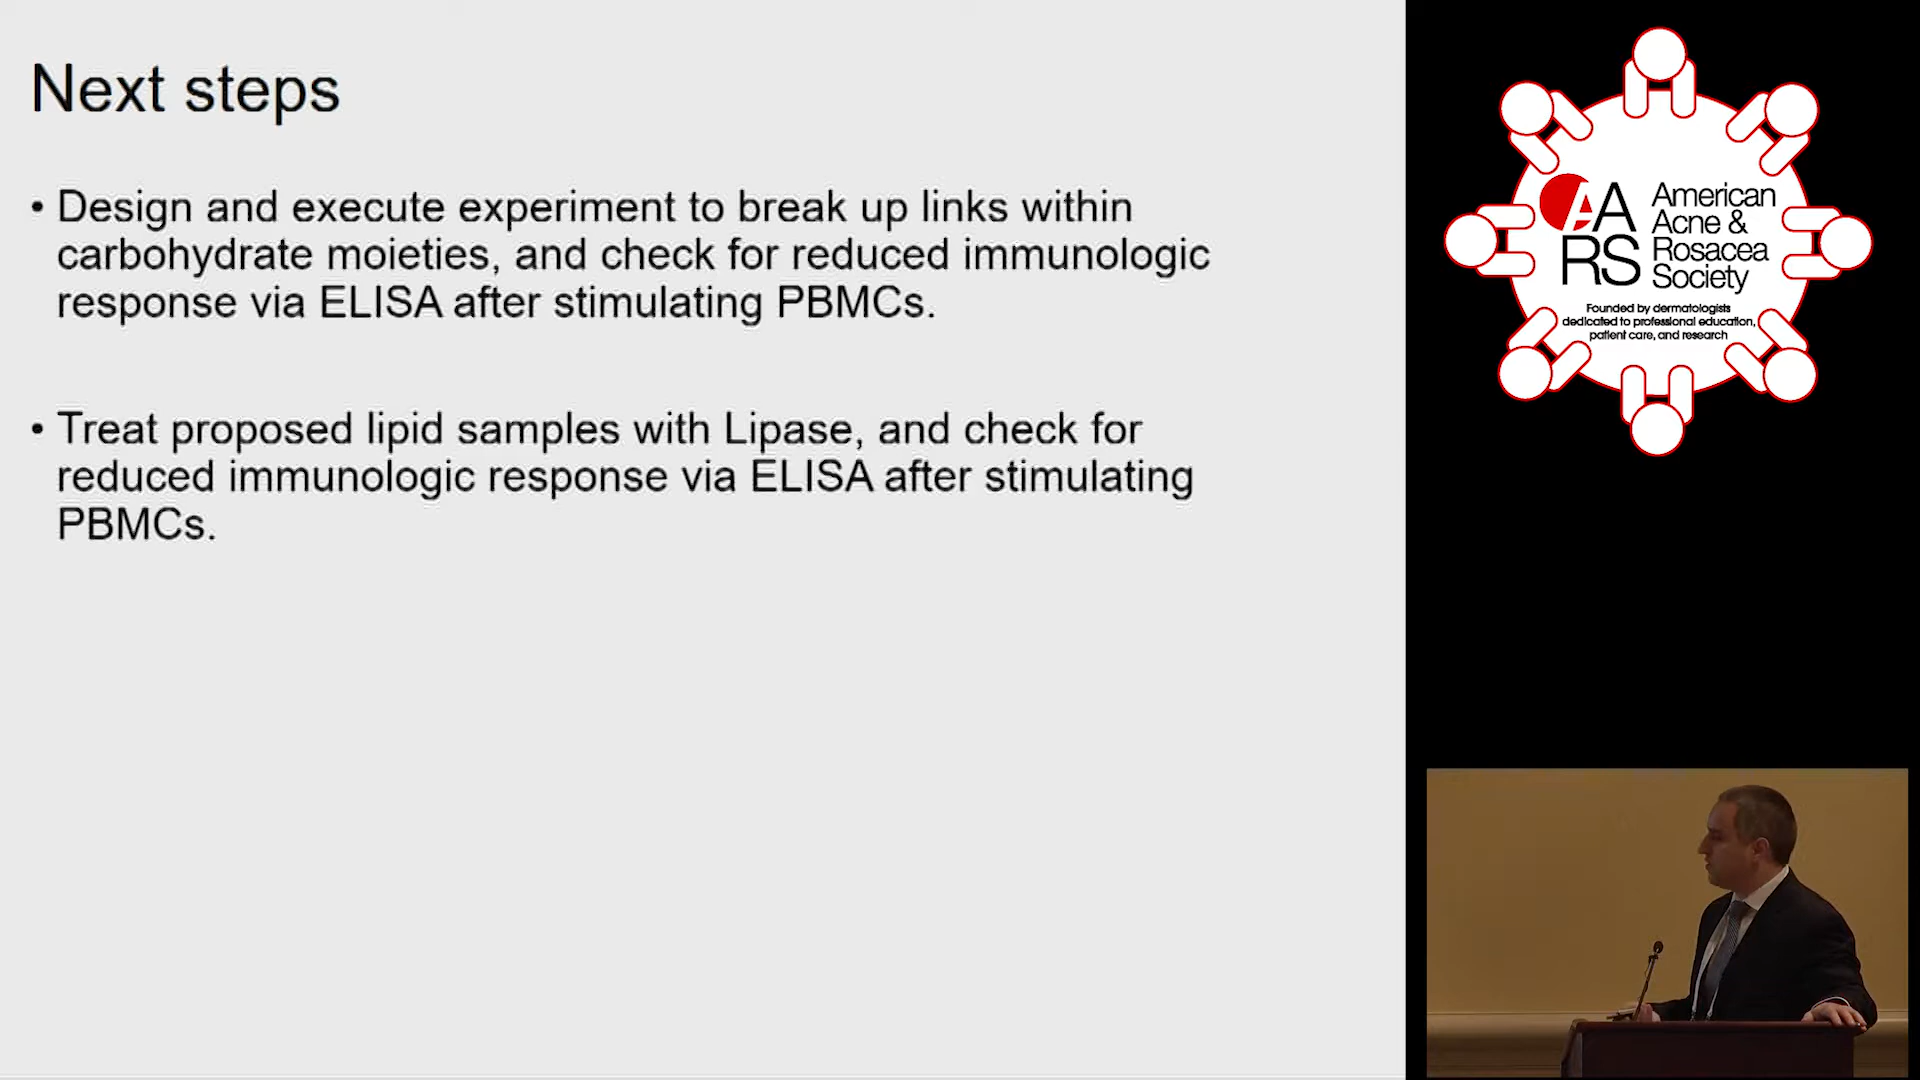 Next steps
• Design and execute experiment to break up links within
carbohydrate moieties, and check for reduced immunologic
response via ELISA after stimulating PBMCs.
• Treat proposed lipid samples with Lipase, and check for
reduced immunologic response via ELISA after stimulating
PBMCs.
AA
RS
American
Acne &
Rosacea
Society
Founded by dermatologists
dedicated to professional education,
patient care, and research